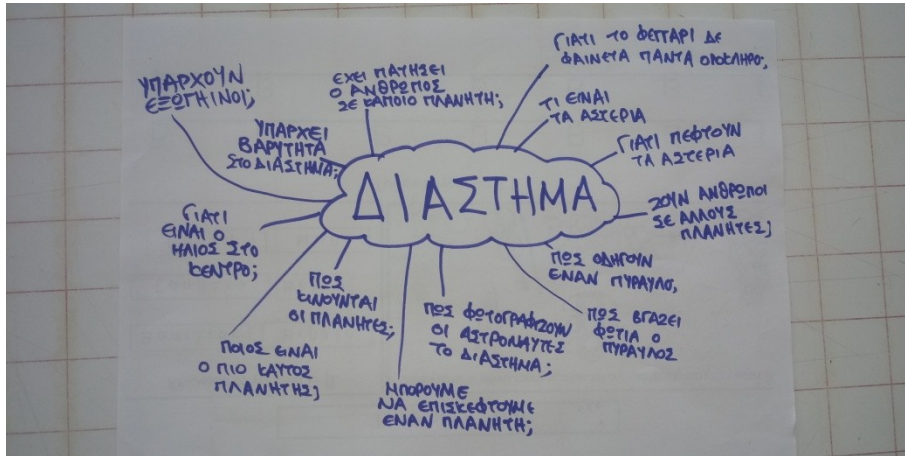 ΔΙΑΣΤΗΜΑ
ΥΠΑΡΧΟΥΝ
ΕΞΩΓΗΙΝΟΙ;
ΕΧΕΙ ΠΑΤΗΣΕΙ
Ο ΑΝΘΡΩΠΟΣ
ΣΕ ΚΑΠΟΙΟ ΠΛΑΝΗΤΗ;
ΓΙΑΤΙ ΤΟ ΦΕΓΓΑΡΙ ΔΕ
ΦΑΙΝΕΤΑ ΠΑΝΤΑ ΟΛΟΚΛΗΡΟ;
ΤΙ ΕΙΝΑΙ
ΤΑ ΑΣΤΕΡΙΑ
ΓΙΑΤΙ ΠΕΦΤΟΥΝ
ΤΑ ΑΣΤΕΡΙΑ
ΖΟΥΝ ΑΝΘΡΩΠΟΙ
ΣΕ ΑΛΛΟΥΣ
ΠΛΑΝΗΤΕΣ;
ΠΩΣ ΟΔΗΓΟΥΝ
ΕΝΑΝ ΠΥΡΑΥΛΟ;
ΠΩΣ ΒΓΑΖΕΙ
ΦΩΤΙΑ Ο
ΠΥΡΑΥΛΟΣ
ΠΩΣ ΦΩΤΟΓΡΑΦΙΖΟΥΝ
ΟΙ ΑΣΤΡΟΝΑΥΤΕΣ
ΤΟ ΔΙΑΣΤΗΜΑ;
ΜΠΟΡΟΥΜΕ
ΝΑ ΕΠΙΣΚΕΦΤΟΥΜΕ
ΕΝΑΝ ΠΛΑΝΗΤΗ;
ΠΩΣ
ΚΙΝΟΥΝΤΑΙ
ΟΙ ΠΛΑΝΗΤΕΣ;
ΠΟΙΟΣ ΕΙΝΑΙ
Ο ΠΙΟ ΚΑΥΤΟΣ
ΠΛΑΝΗΤΗΣ;
ΓΙΑΤΙ
ΕΙΝΑΙ Ο
ΗΛΙΟΣ ΣΤΟ
ΚΕΝΤΡΟ;
ΥΠΑΡΧΕΙ
ΒΑΡΥΤΗΤΑ
ΣΤΟ ΔΙΑΣΤΗΜΑ;